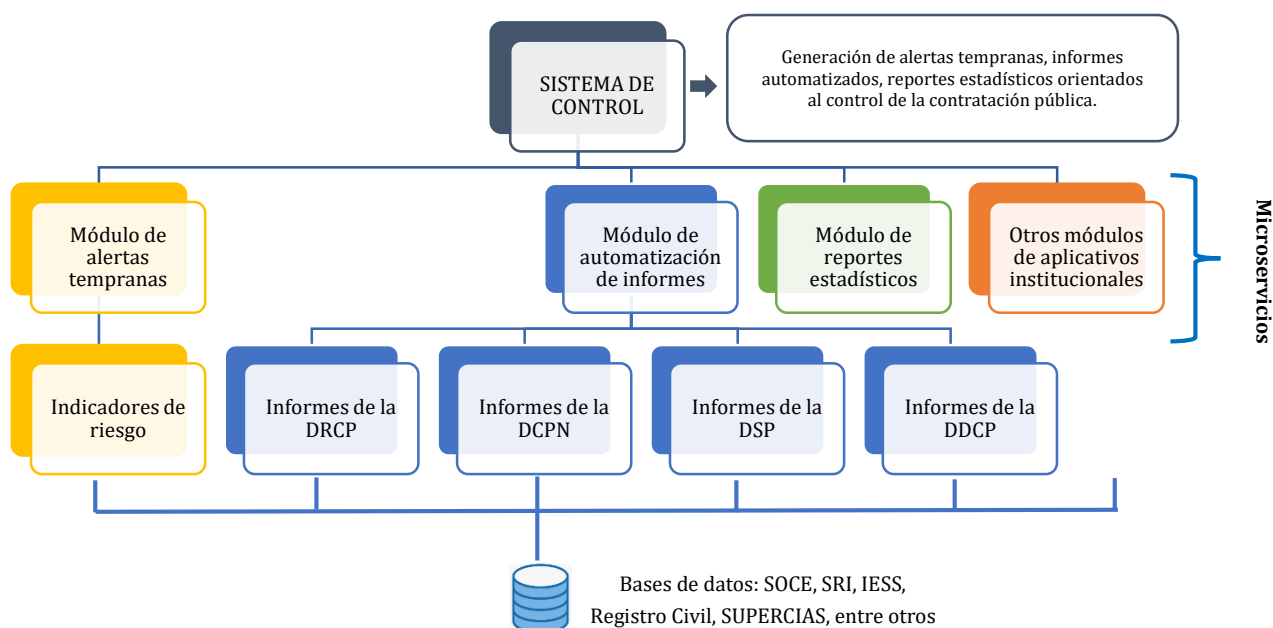 SISTEMA DE
CONTROL
Generación de alertas tempranas, informes
automatizados, reportes estadísticos orientados
al control de la contratación pública.
Módulo de
alertas
tempranas
Módulo de
automatización
de informes
Módulo de
reportes
estadísticos
Otros módulos
de aplicativos
institucionales
Microservicios
Indicadores de
riesgo
Informes de la
DRCP
Informes de la
DCPN
Informes de la
DSP
Informes de la
DDCP
Bases de datos: SOCE, SRI, IESS,
Registro Civil, SUPERCIAS, entre otros